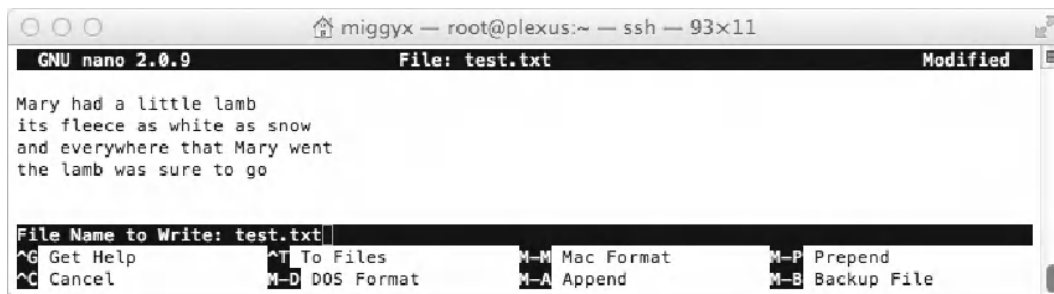 miggyx — root@plexus:~ — ssh — 93×11
GNU nano 2.0.9 File: test.txt Modified
Mary had a little lamb
its fleece as white as snow
and everywhere that Mary went
the lamb was sure to go
File Name to Write: test.txt
^G Get Help ^T To Files M-M Mac Format M-P Prepend
^C Cancel M-D DOS Format M-A Append M-B Backup File